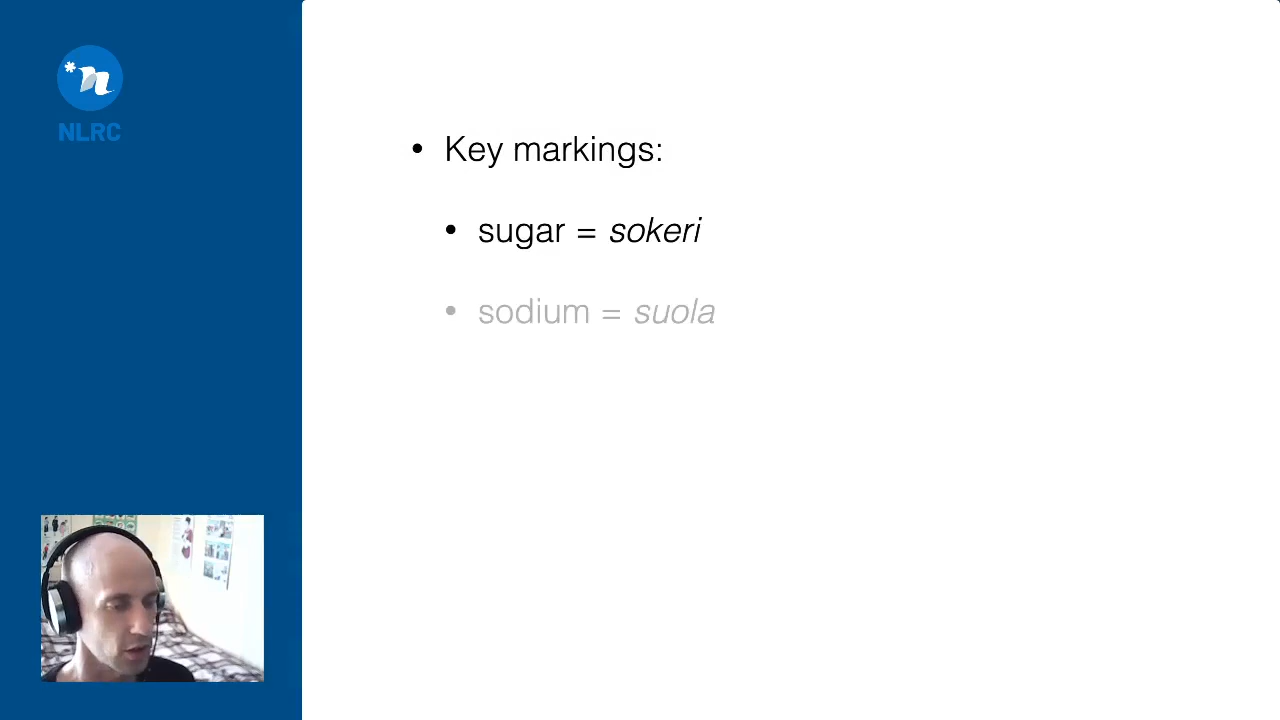 NLRC
• Key markings:
• sugar = sokeri
• sodium = suola